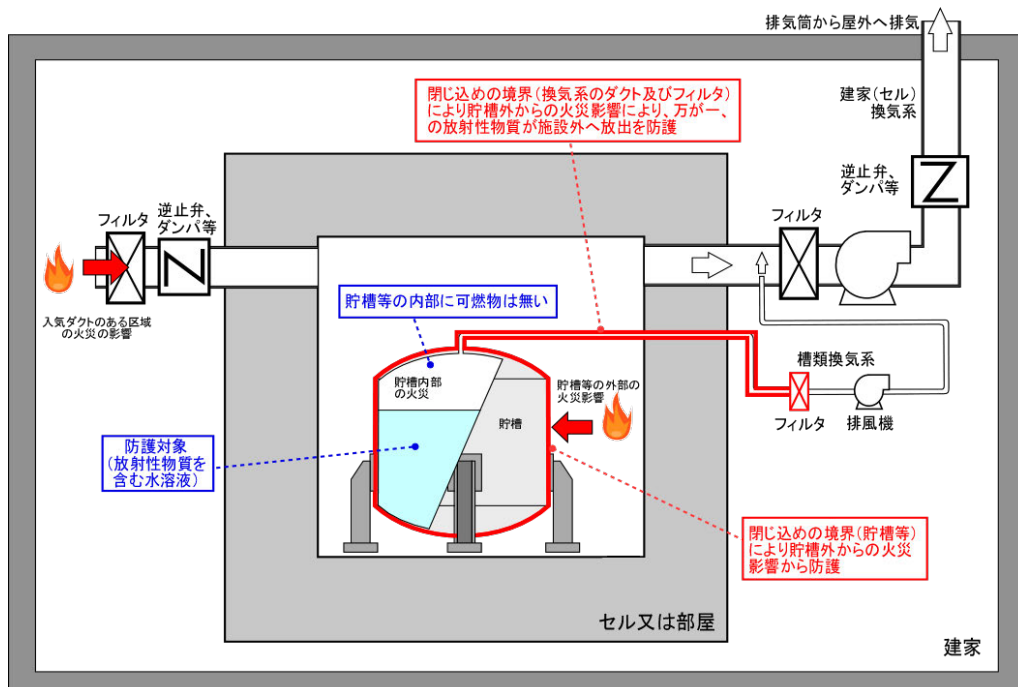 排気筒から屋外へ排気
閉じ込めの境界(換気系のダクト及びフィルタ)
により貯槽外からの火災影響により、万が一、
の放射性物質が施設外へ放出を防護
建家(セル)
換気系
逆止弁、
ダンパ等
フィルタ
逆止弁、
ダンパ等
フィルタ
入気ダクトのある区域
の火災の影響
貯槽等の内部に可燃物は無い
槽類換気系
貯槽内部
の火災
貯槽等の外部の
火災影響
貯槽
フィルタ
排風機
防護対象
(放射性物質を
含む水溶液)
閉じ込めの境界(貯槽等)
により貯槽外からの火災
影響から防護
セル又は部屋
建家